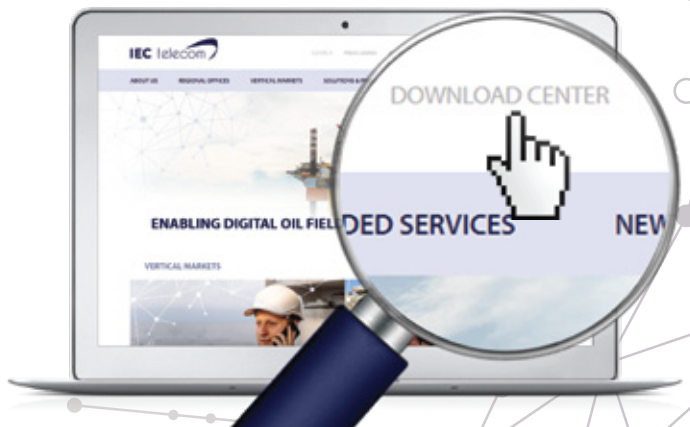 IEC telecom
ABOUT US REGIONAL OFFICES VERTICAL MARKETS SOLUTIONS &
DOWNLOAD CENTER
DED SERVICES NEW
ENABLING DIGITAL OIL FIEL
VERTICAL MARKETS